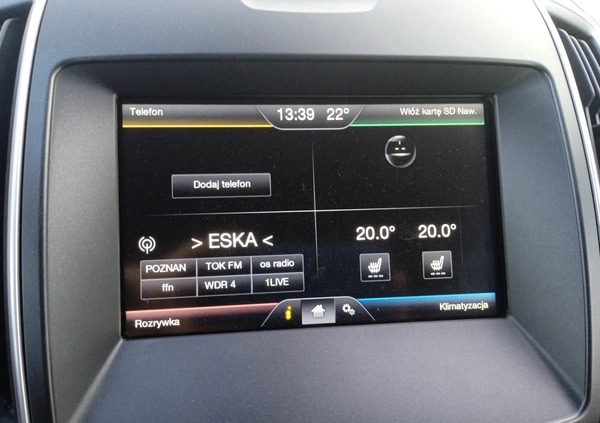 Telefon
13:39 22°
Włóż kartę SD Naw.
Dodaj telefon
> ESKA <
POZNAN TOK FM os radio
ffn WDR 4 1LIVE
20.0° 20.0°
Rozrywka
i
Klimatyzacja